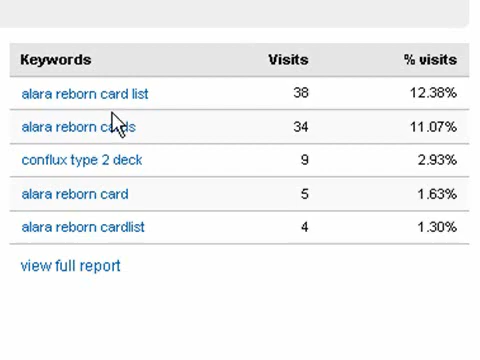 Keywords Visits % visits
alara reborn card list 38 12.38%
alara reborn cards 34 11.07%
conflux type 2 deck 9 2.93%
alara reborn card 5 1.63%
alara reborn cardlist 4 1.30%
view full report